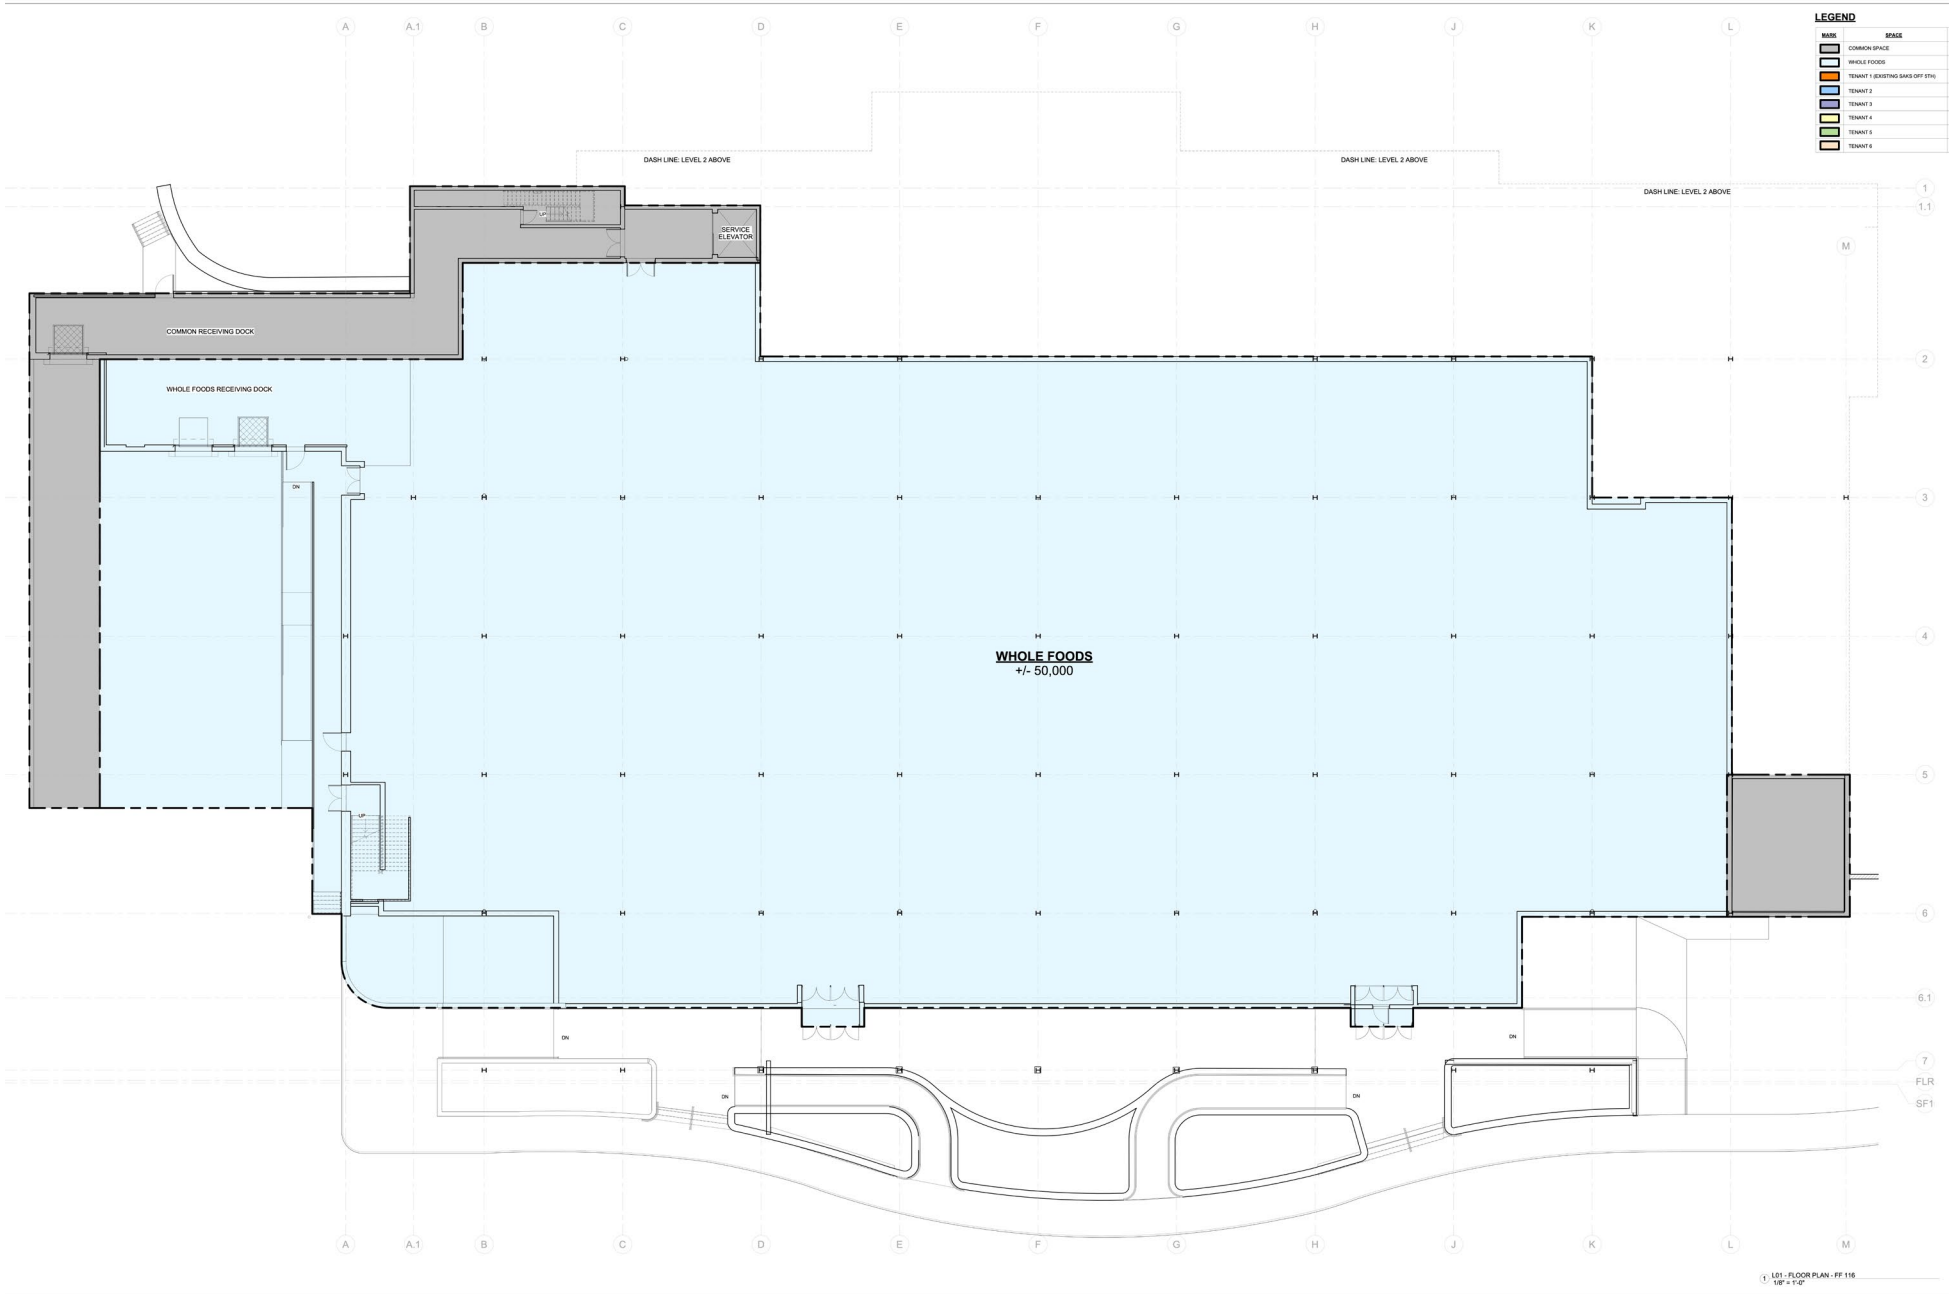 A A.1 B C D E F G H J K L
LEGEND
MARK SPACE
COMMON SPACE
WHOLE FOODS
TENANT 1 (EXISTING SAKS OFF 5TH)
TENANT 2
TENANT 3
TENANT 4
TENANT 5
TENANT 6
DASH LINE: LEVEL 2 ABOVE
DASH LINE: LEVEL 2 ABOVE
DASH LINE: LEVEL 2 ABOVE
1
1.1
UP
SERVICE
ELEVATOR
M
COMMON RECEIVING DOCK
2
WHOLE FOODS RECEIVING DOCK
DN
3
4
WHOLE FOODS
+/- 50,000
5
UP
6
6.1
DN
DN
7
FLR
DN
DN
SF1
A A.1 B C D E F G H J K L M
1 L01 - FLOOR PLAN - FF 116
1/8" = 1'-0"